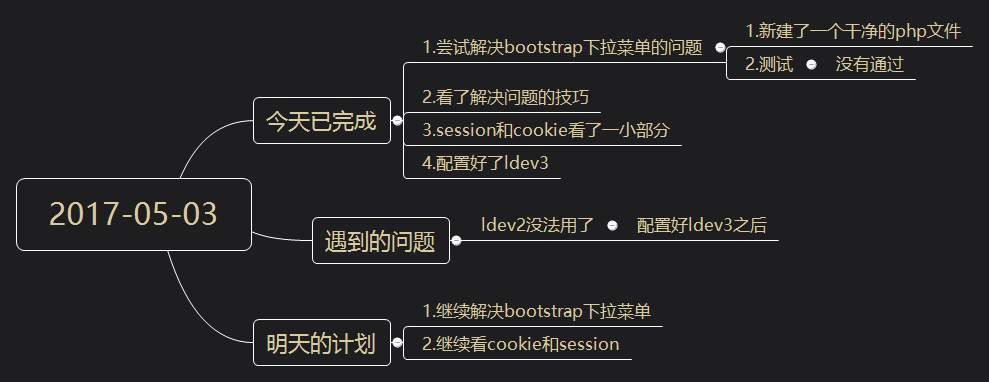 2017-05-03
今天已完成
1.尝试解决bootstrap下拉菜单的问题
1.新建了一个干净的php文件
2.测试
没有通过
2.看了解决问题的技巧
3.session和cookie看了一小部分
4.配置好了ldev3
遇到的问题
ldev2没法用了
配置好ldev3之后
明天的计划
1.继续解决bootstrap下拉菜单
2.继续看cookie和session